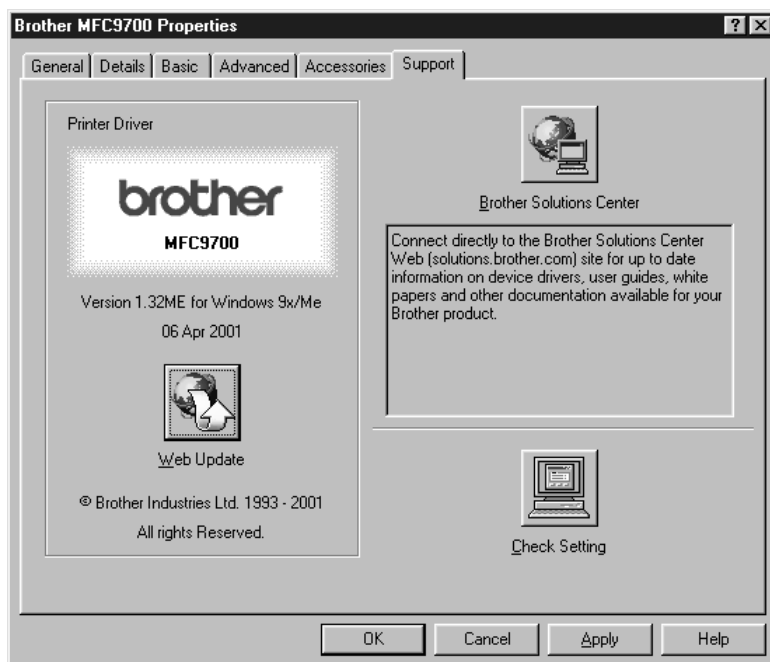 Brother MFC9700 Properties
General Details Basic Advanced Accessories Support
Printer Driver
brother
MFC9700
Version 1.32ME for Windows 9x/Me
06 Apr 2001
Web Update
© Brother Industries Ltd. 1993 - 2001
All rights Reserved.
Brother Solutions Center
Connect directly to the Brother Solutions Center
Web (solutions.brother.com) site for up to date
information on device drivers, user guides, white
papers and other documentation available for your
Brother product.
Check Setting
OK Cancel Apply Help